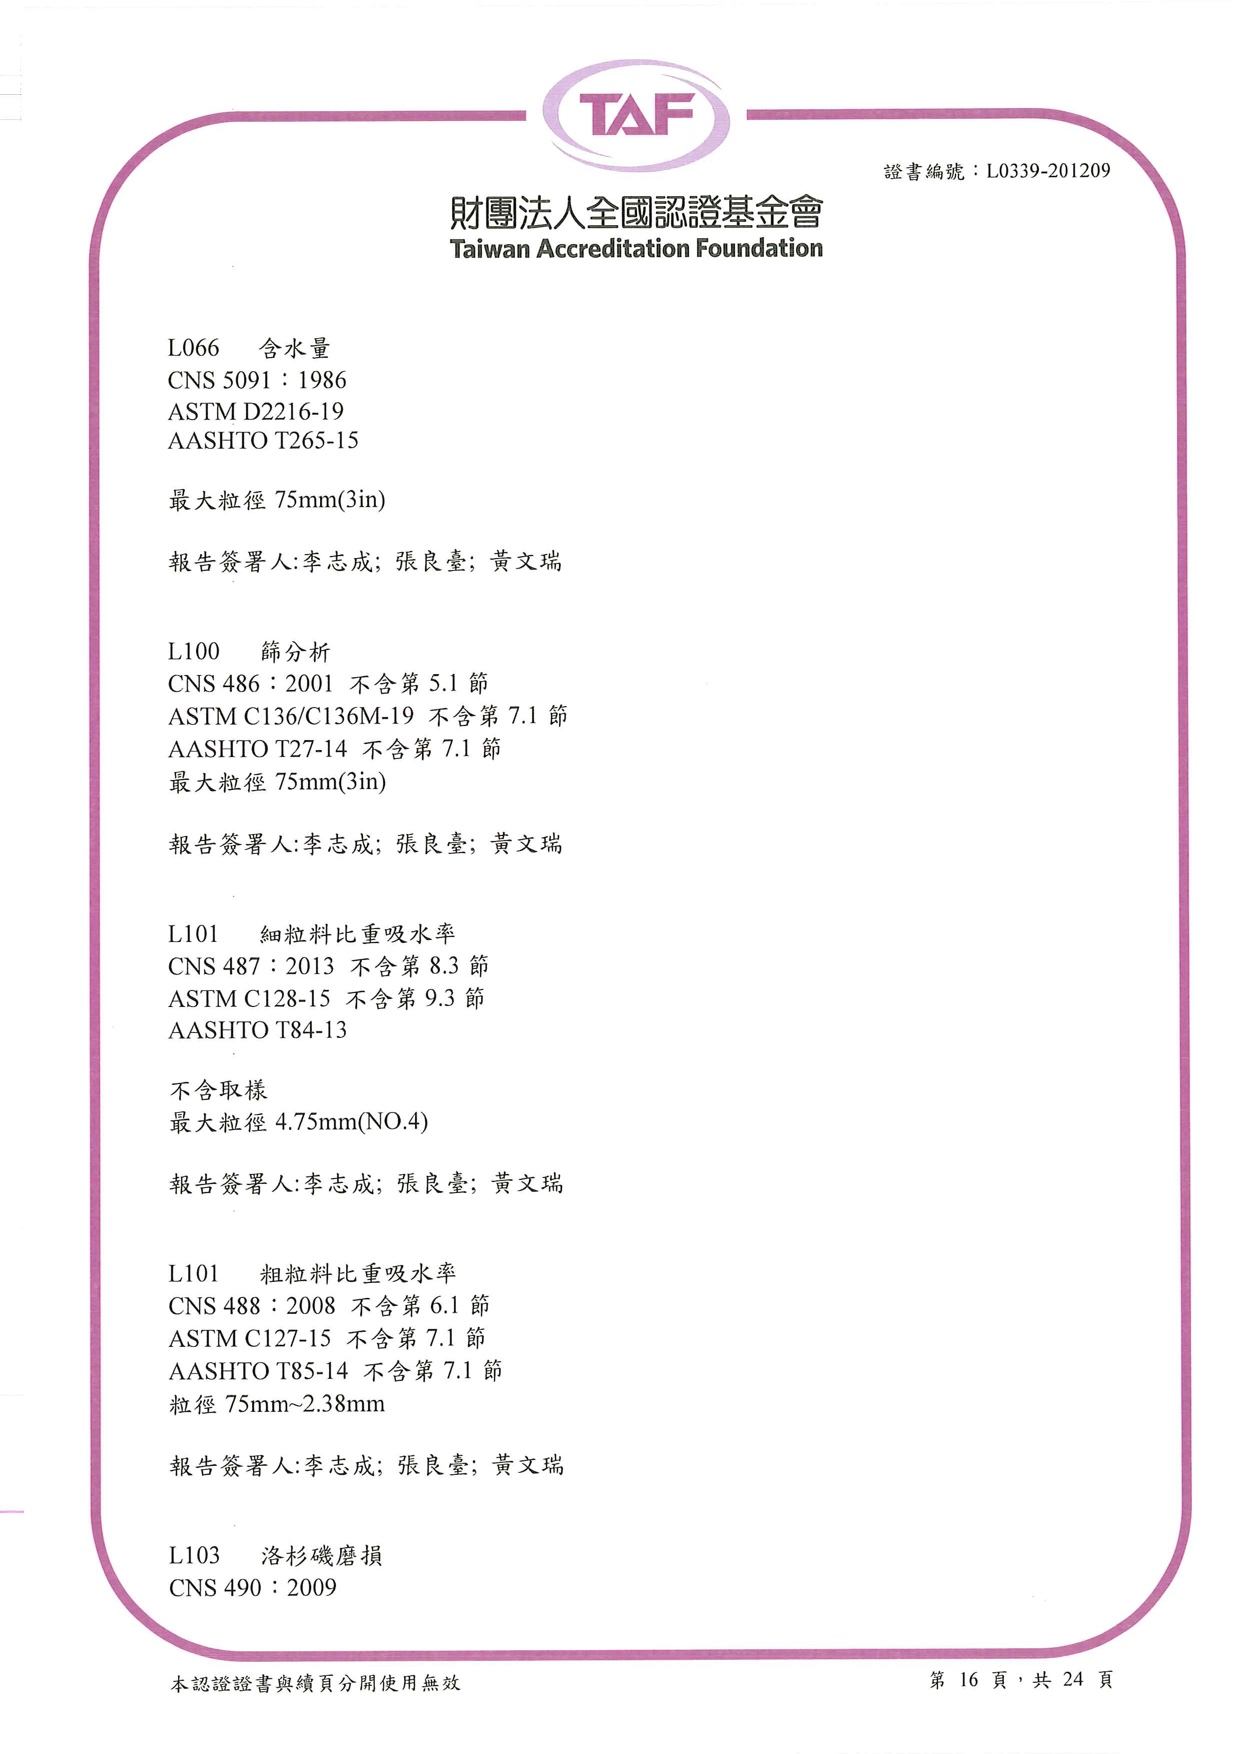 TAF
證書編號：L0339-201209
財團法人全國認證基金會
Taiwan Accreditation Foundation
L066 含水量
CNS 5091：1986
ASTM D2216-19
AASHTO T265-15
最大粒徑 75mm(3in)
報告簽署人:李志成; 張良臺; 黃文瑞
L100 篩分析
CNS 486：2001 不含第 5.1 節
ASTM C136/C136M-19 不含第 7.1 節
AASHTO T27-14 不含第 7.1 節
最大粒徑 75mm(3in)
報告簽署人:李志成; 張良臺; 黃文瑞
L101 細粒料比重吸水率
CNS 487：2013 不含第 8.3 節
ASTM C128-15 不含第 9.3 節
AASHTO T84-13
不含取樣
最大粒徑 4.75mm(NO.4)
報告簽署人:李志成; 張良臺; 黃文瑞
L101 粗粒料比重吸水率
CNS 488：2008 不含第 6.1 節
ASTM C127-15 不含第 7.1 節
AASHTO T85-14 不含第 7.1 節
粒徑 75mm~2.38mm
報告簽署人:李志成; 張良臺; 黃文瑞
L103 洛杉磯磨損
CNS 490：2009
本認證證書與續頁分開使用無效
第 16 頁，共 24 頁